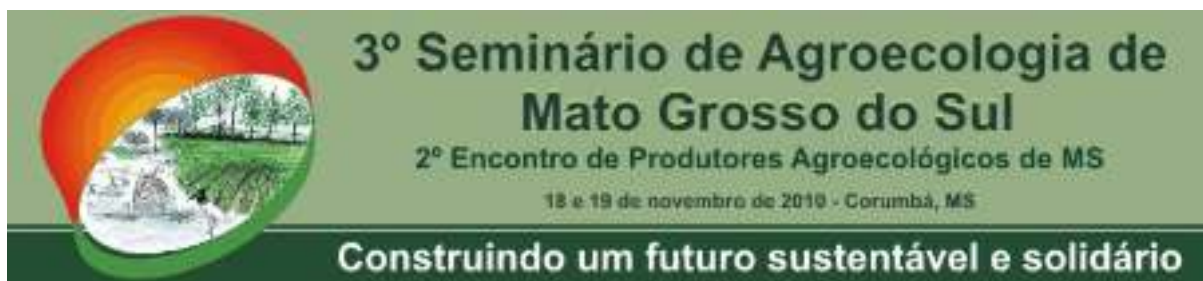 3º Seminário de Agroecologia de
Mato Grosso do Sul
2º Encontro de Produtores Agroecológicos de MS
18 e 19 de novembro de 2010 - Corumbá, MS
Construindo um futuro sustentável e solidário